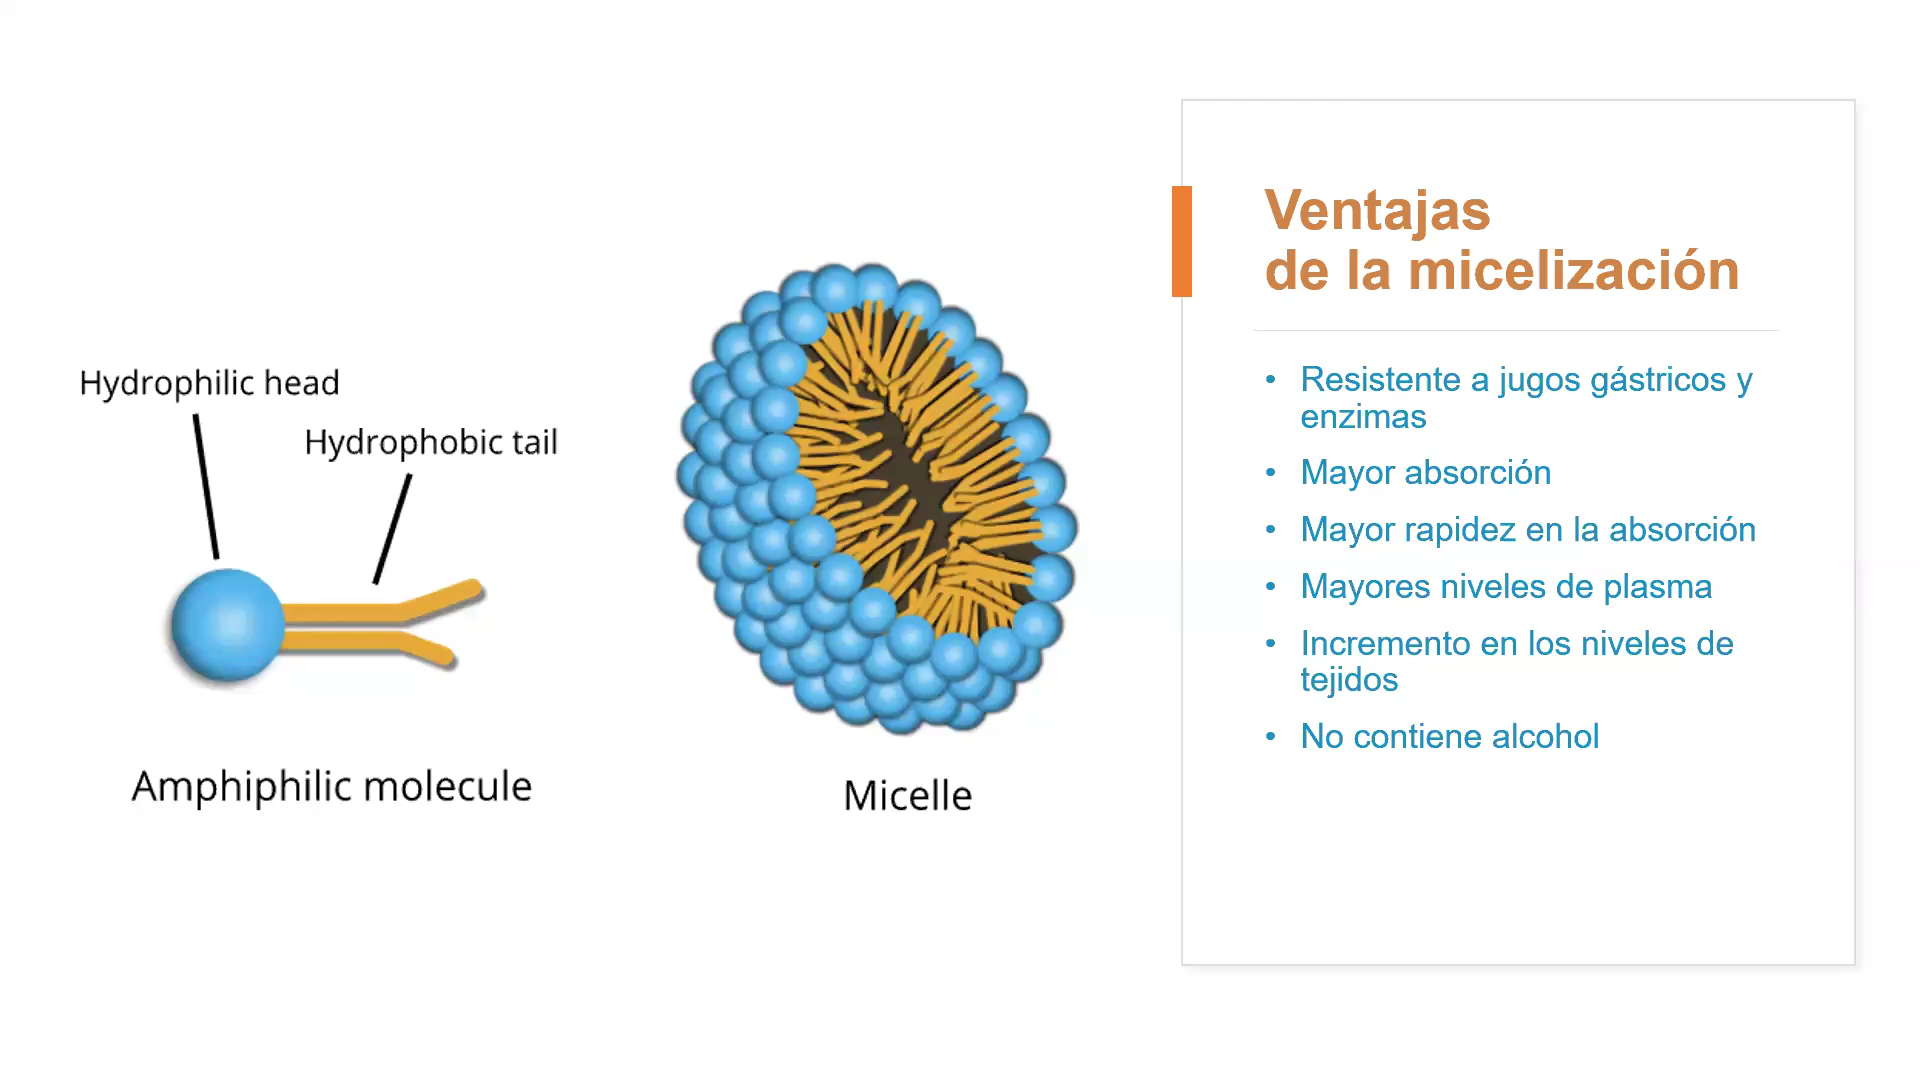 Hydrophilic head
Hydrophobic tail
Amphiphilic molecule
Micelle
Ventajas
de la micelización
• Resistente a jugos gástricos y
enzimas
• Mayor absorción
• Mayor rapidez en la absorción
• Mayores niveles de plasma
• Incremento en los niveles de
tejidos
• No contiene alcohol